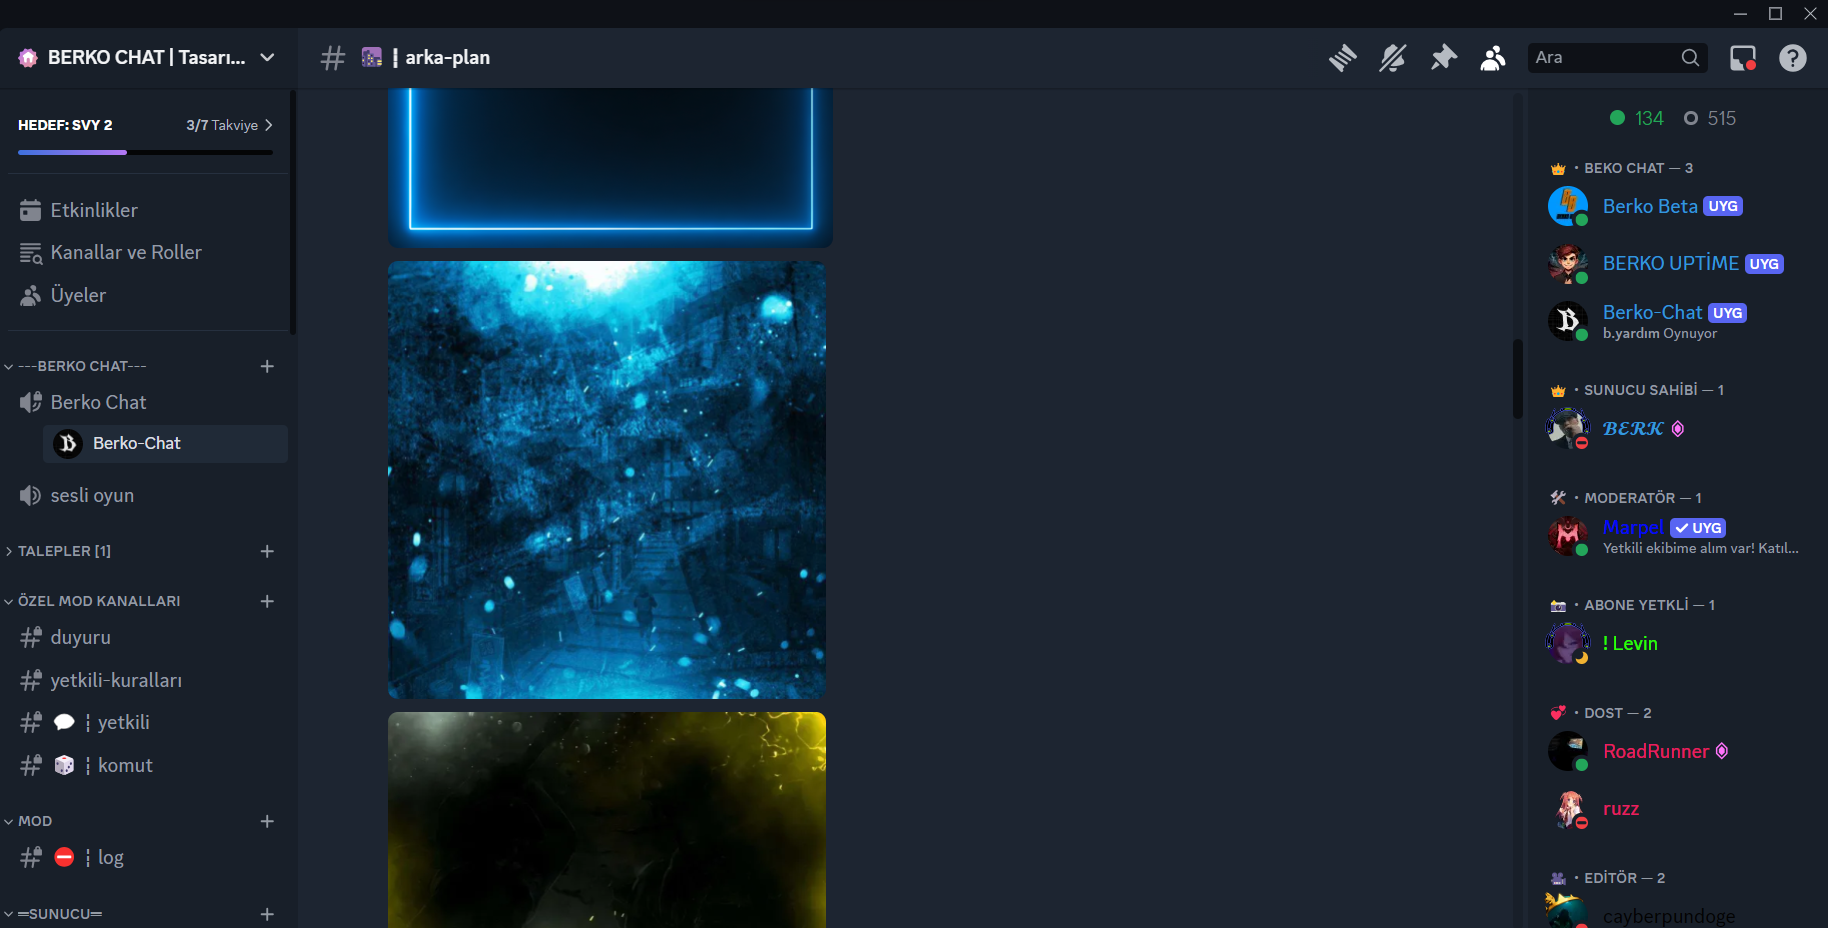 BERKO CHAT | Tasarı...
¦ arka-plan
Ara
HEDEF: SVY 2
3/7 Takviye
Etkinlikler
Kanallar ve Roller
Üyeler
---BERKO CHAT---
Berko Chat
Berko-Chat
sesli oyun
TALEPLER [1]
ÖZEL MOD KANALLARI
duyuru
yetkili-kuralları
¦ yetkili
¦ komut
MOD
¦ log
═SUNUCU═
134
515
• BEKO CHAT — 3
Berko Beta UYG
BERKO UPTİME UYG
Berko-Chat UYG
b.yardım Oynuyor
• SUNUCU SAHİBİ — 1
𝓑𝓔𝓡𝓚
• MODERATÖR — 1
Marpel UYG
Yetkili ekibime alım var! Katıl...
• ABONE YETKLİ — 1
! Levin
• DOST — 2
RoadRunner
ruzz
• EDİTÖR — 2
cayberpundoge